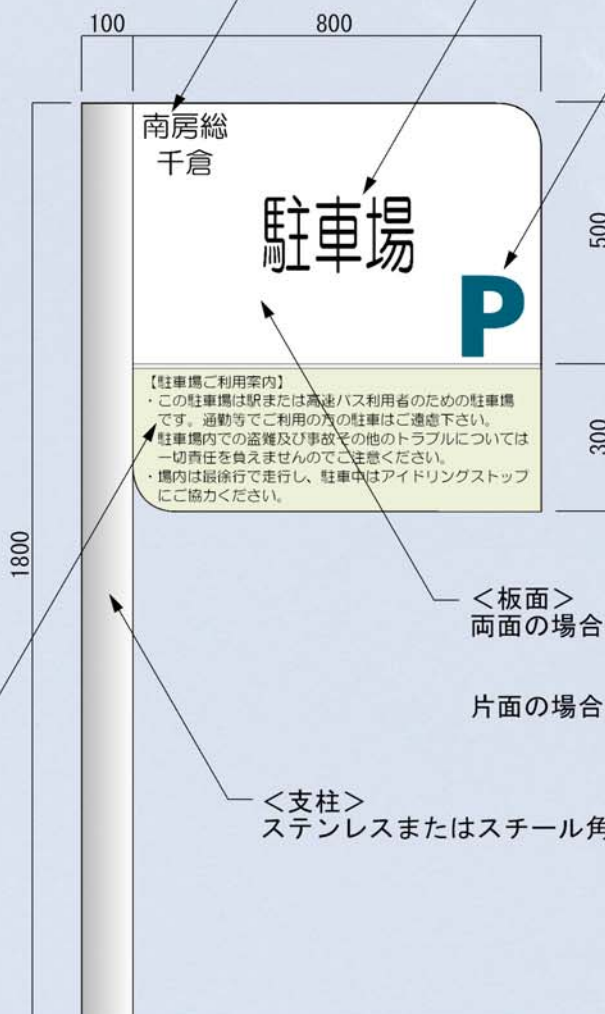 100
800
南房総
千倉
駐車場
P
500
【駐車場ご利用案内】
・この駐車場は駅または高速バス利用者のための駐車場
です。通勤等でご利用の方の駐車はご遠慮下さい。
駐車場内での盗難及び事故その他のトラブルについては
一切責任を負えませんのでご注意ください。
・場内は最徐行で走行し、駐車中はアイドリングストップ
にご協力ください。
300
1800
＜板面＞
両面の場合
片面の場合
＜支柱＞
ステンレスまたはスチール角